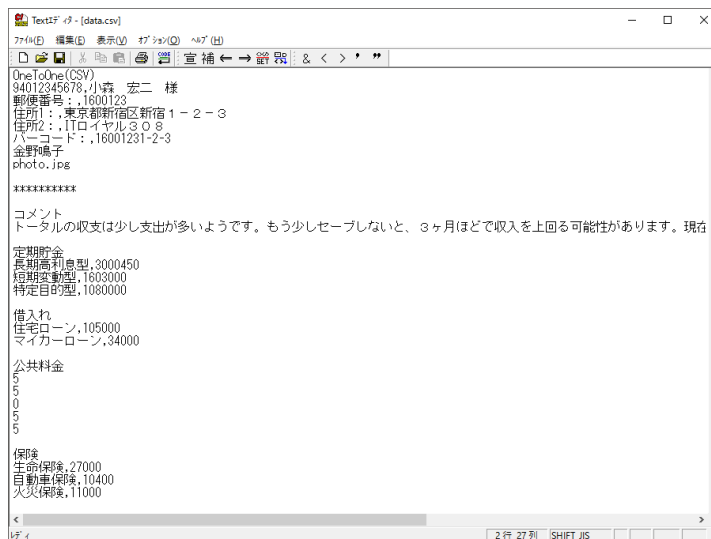 Textｴﾃﾞｨﾀ - [data.csv]
ﾌｧｲﾙ(F) 編集(E) 表示(V) ｵﾌﾟｼｮﾝ(O) ﾍﾙﾌﾟ(H)
宣 補 ← → & < > ' "
OneToOne(CSV)
94012345678,小森　宏二　様
郵便番号：,1600123
住所1：,東京都新宿区新宿１－２－３
住所2：,ITロイヤル３０８
バーコード：,16001231-2-3
金野鳴子
photo.jpg
**********
コメント
トータルの収支は少し支出が多いようです。もう少しセーブしないと、３ヶ月ほどで収入を上回る可能性があります。現在
定期貯金
長期高利息型,3000450
短期変動型,1603000
特定目的型,1080000
借入れ
住宅ローン,105000
マイカーローン,34000
公共料金
5
5
0
5
5
保険
生命保険,27000
自動車保険,10400
火災保険,11000
ﾚﾃﾞｨ 2 行 27 列 SHIFT JIS